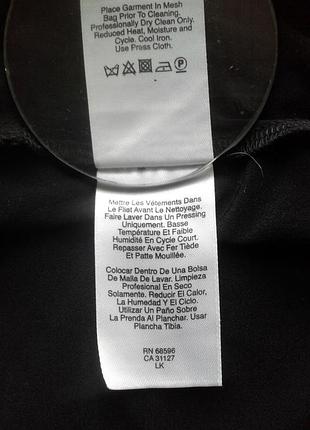 Place Garment In Mesh
Bag Prior To Cleaning.
Professionally Dry Clean Only.
Reduced Heat, Moisture and
Cycle. Cool Iron.
Use Press Cloth.
P
Mettre Les Vêtements Dans
Le Filet Avant Le Nettoyage.
Faire Laver Dans Un Pressing
Uniquement. Basse
Température Et Faible
Humidité En Cycle Court.
Repasser Avec Fer Tiède
Et Patte Mouillée.
Colocar Dentro De Una Bolsa
De Malla De Lavar. Limpieza
Profesional En Seco
Solamente. Reducir El Calor,
La Humedad Y El Ciclo.
Utilizar Un Paño Sobre
La Prenda Al Planchar. Usar
Plancha Tibia.
RN 68596
CA 31127
LK